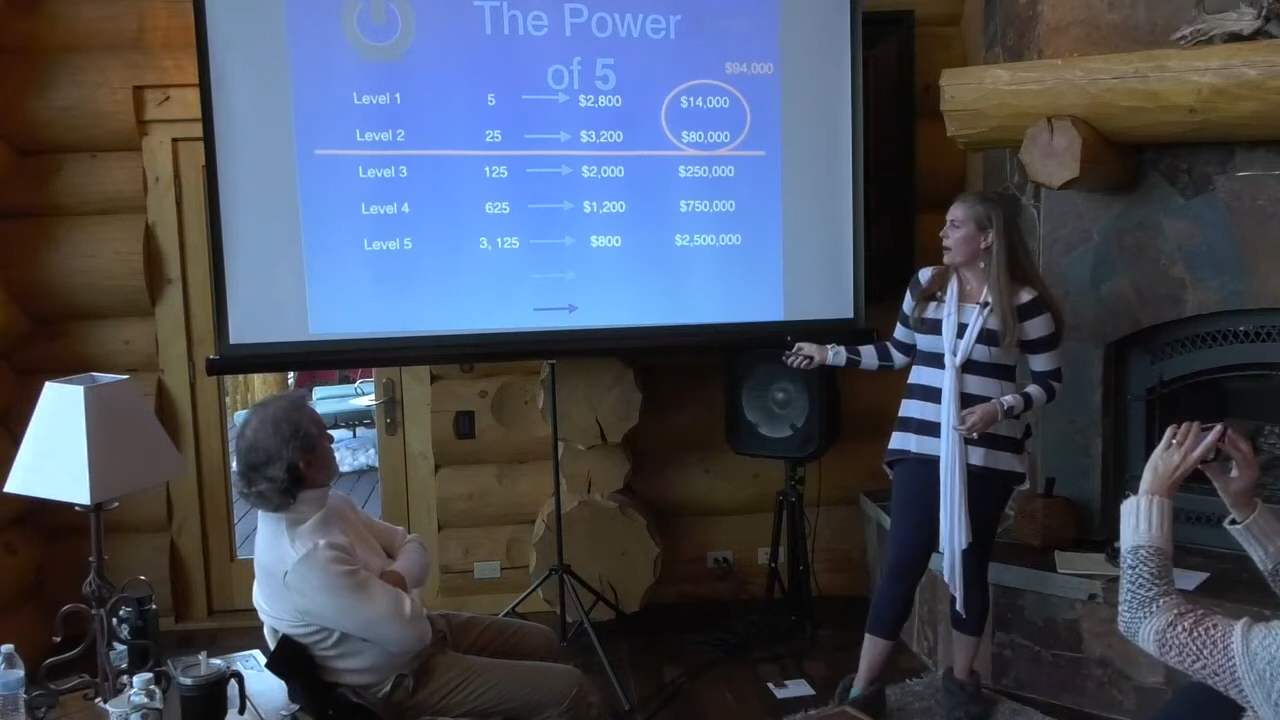 The Power
of 5
$94,000
Level 1 5 $2,800 $14,000
Level 2 25 $3,200 $80,000
Level 3 125 $2,000 $250,000
Level 4 625 $1,200 $750,000
Level 5 3, 125 $800 $2,500,000